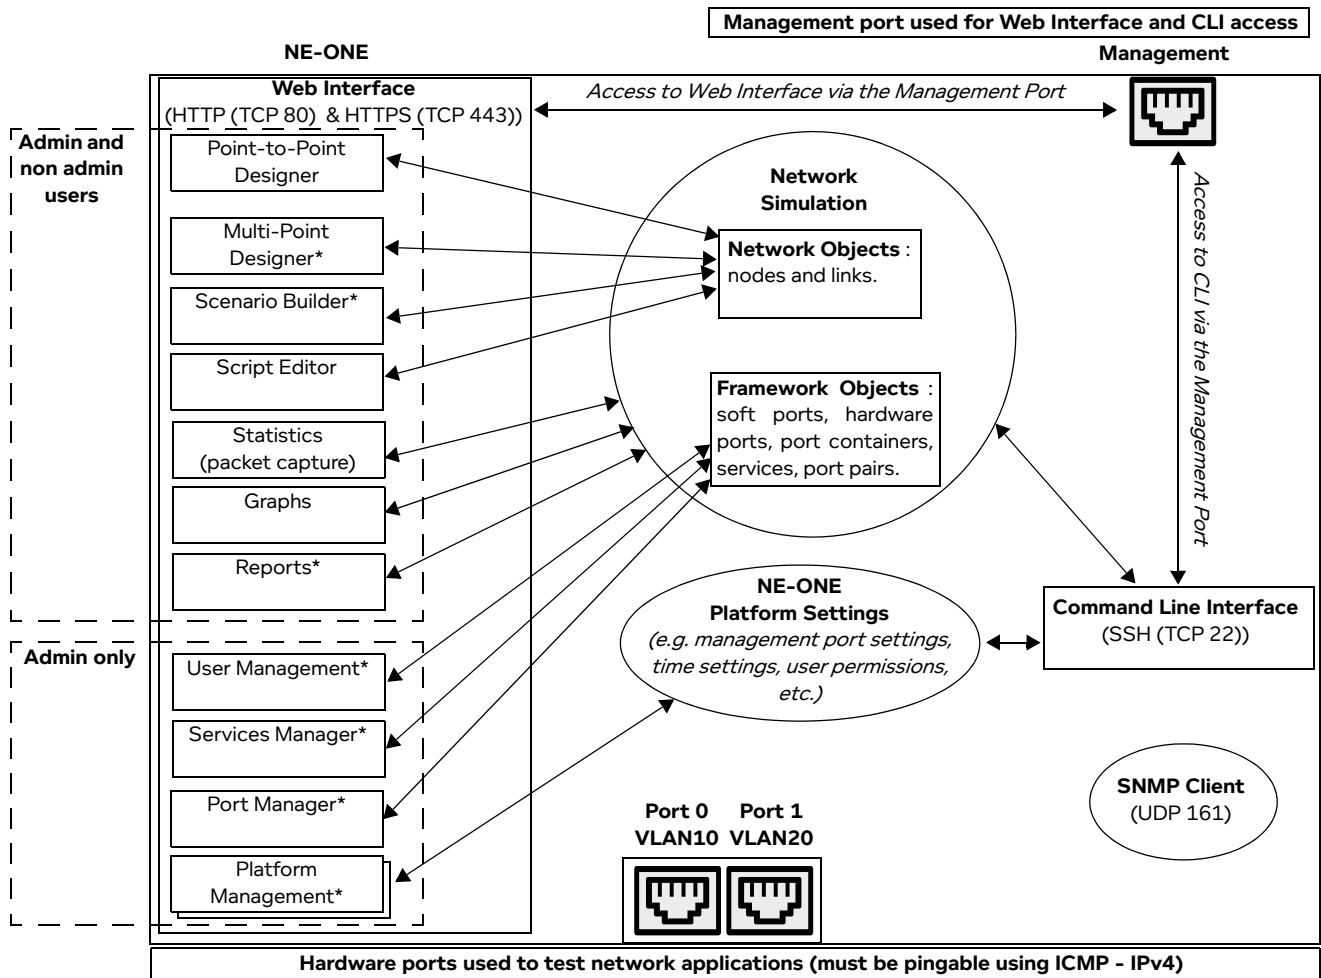 Management port used for Web Interface and CLI access
NE-ONE
Management
Web Interface
(HTTP (TCP 80) & HTTPS (TCP 443))
Access to Web Interface via the Management Port
Admin and
non admin
users
Point-to-Point
Designer
Multi-Point
Designer*
Scenario Builder*
Script Editor
Statistics
(packet capture)
Graphs
Reports*
Admin only
User Management*
Services Manager*
Port Manager*
Platform
Management*
Network
Simulation
Network Objects :
nodes and links.
Framework Objects :
soft ports, hardware
ports, port containers,
services, port pairs.
Access to CLI via the Management Port
NE-ONE
Platform Settings
(e.g. management port settings,
time settings, user permissions,
etc.)
Command Line Interface
(SSH (TCP 22))
SNMP Client
(UDP 161)
Port 0 Port 1
VLAN10 VLAN20
Hardware ports used to test network applications (must be pingable using ICMP - IPv4)